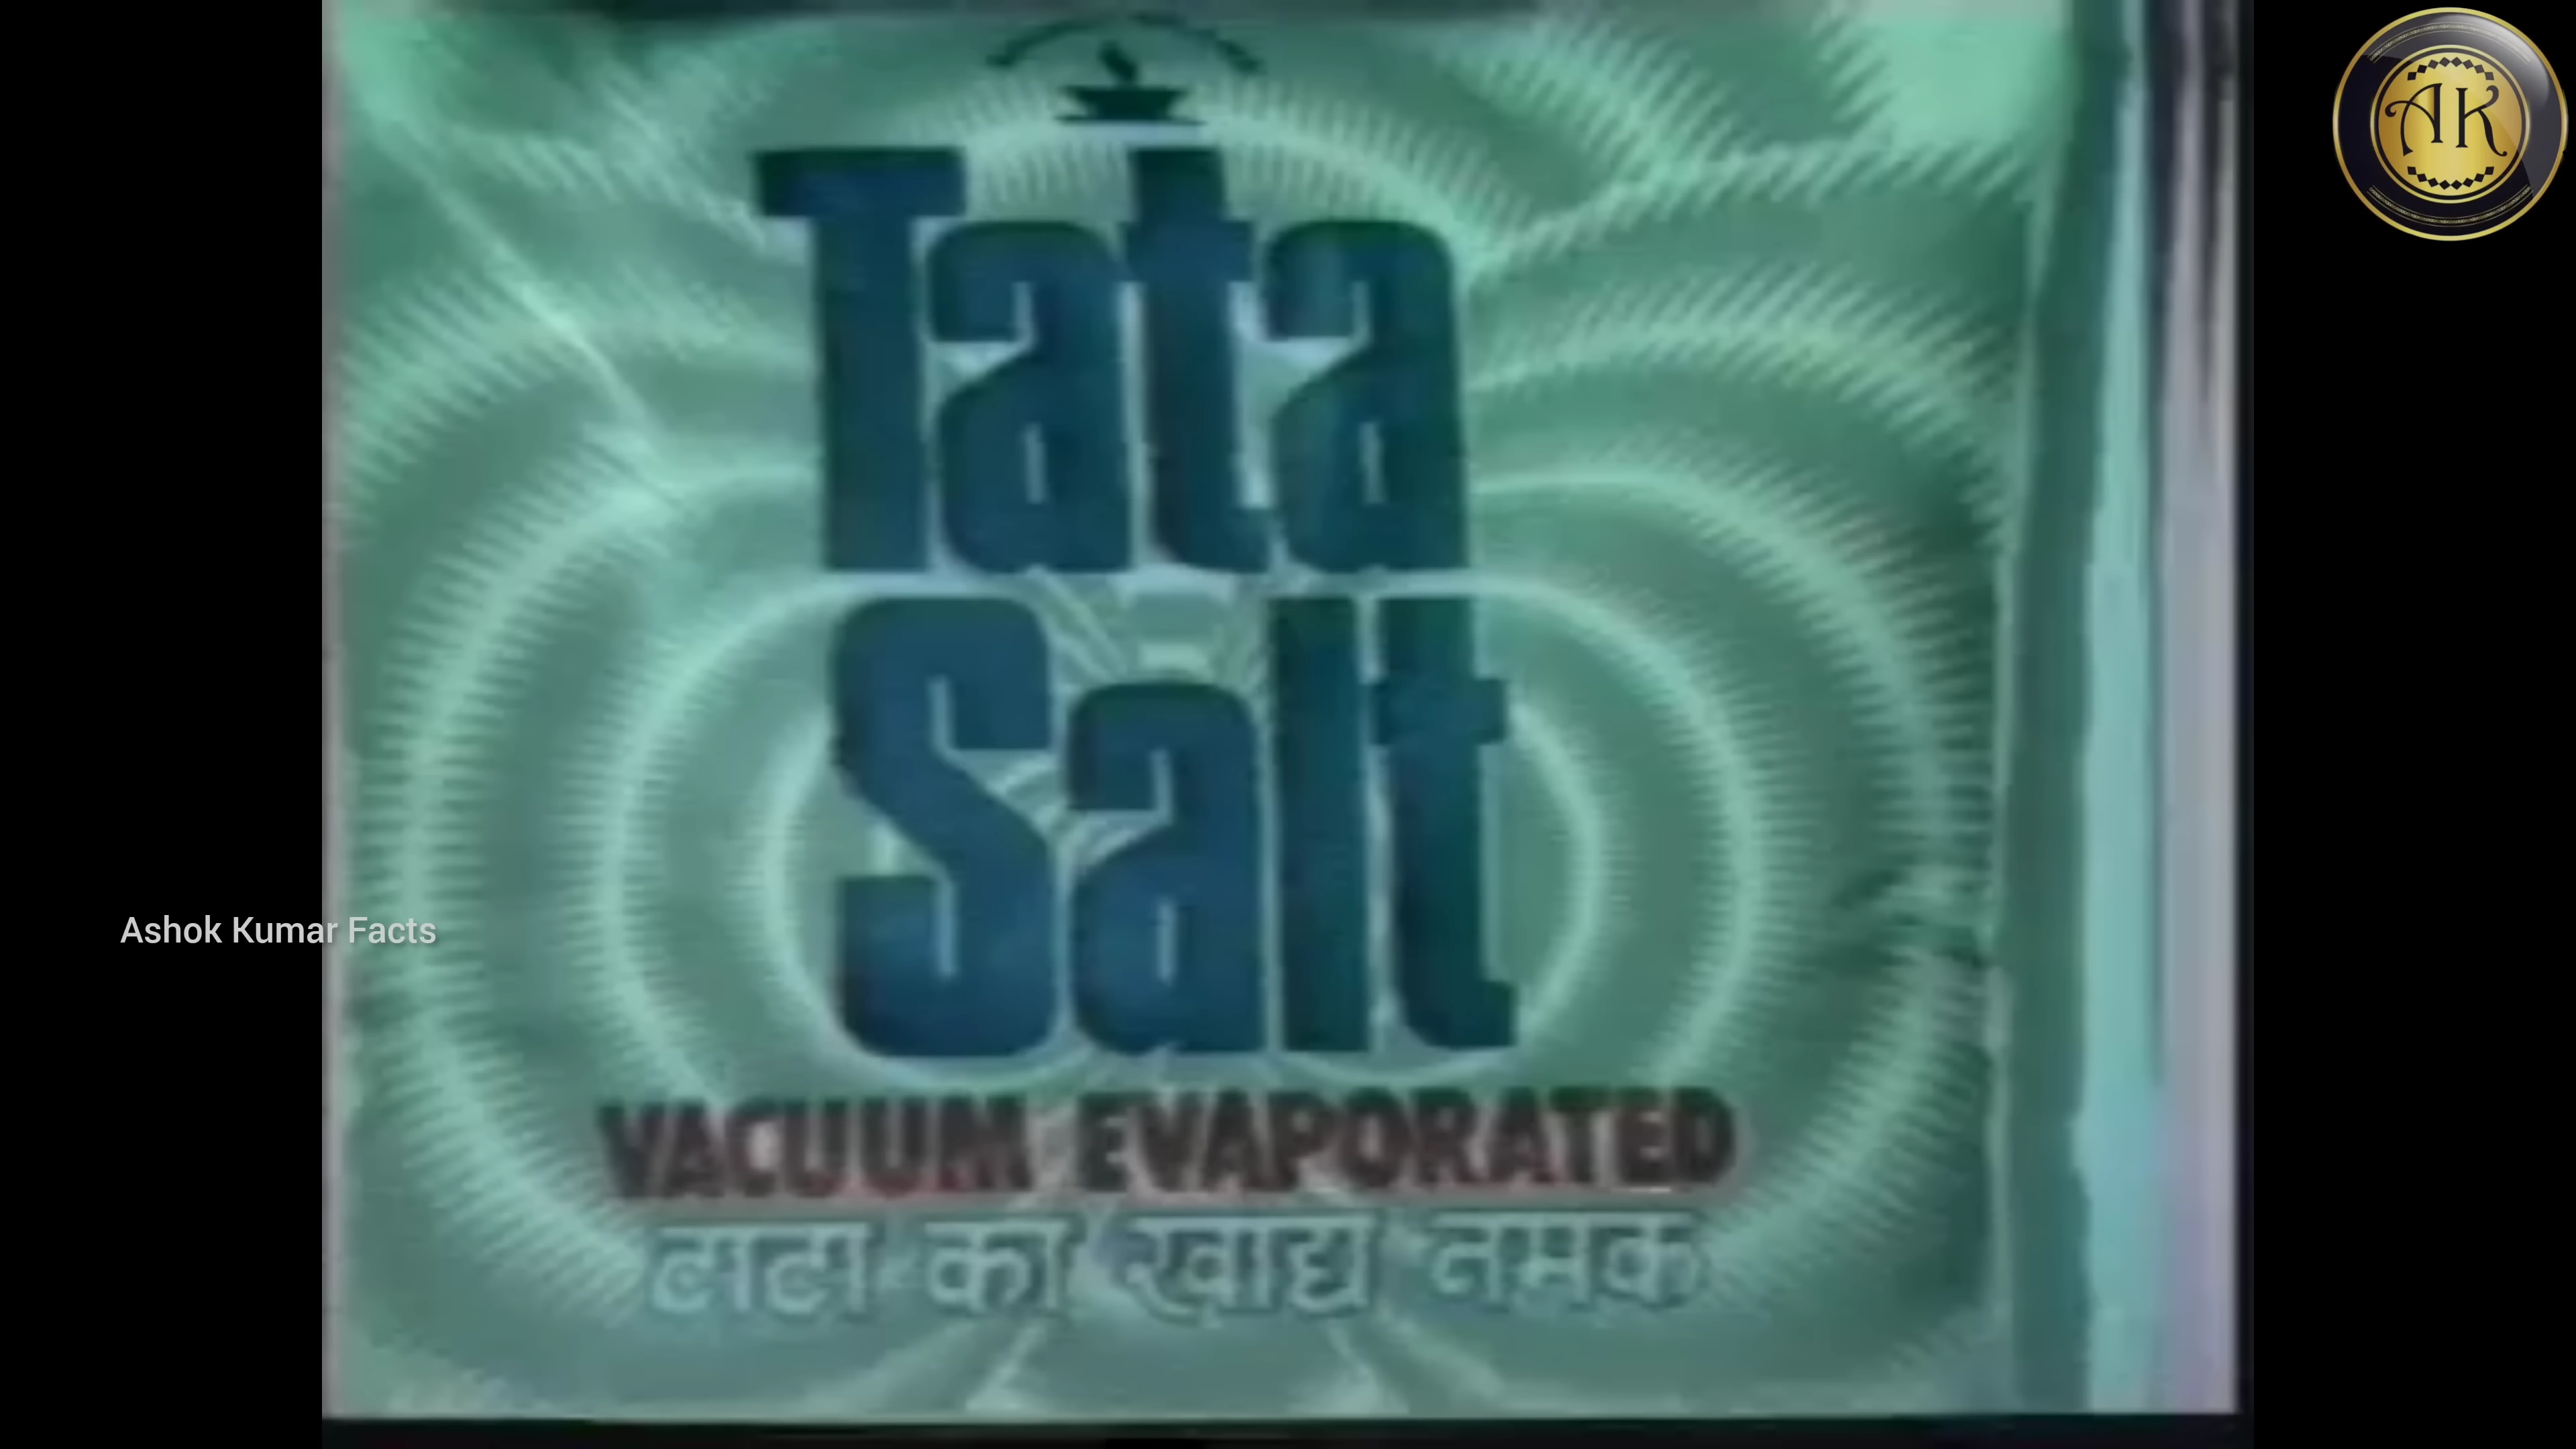 AK
Tata
Salt
VACUUM EVAPORATED
टाटा का खाद्य नमक
Ashok Kumar Facts